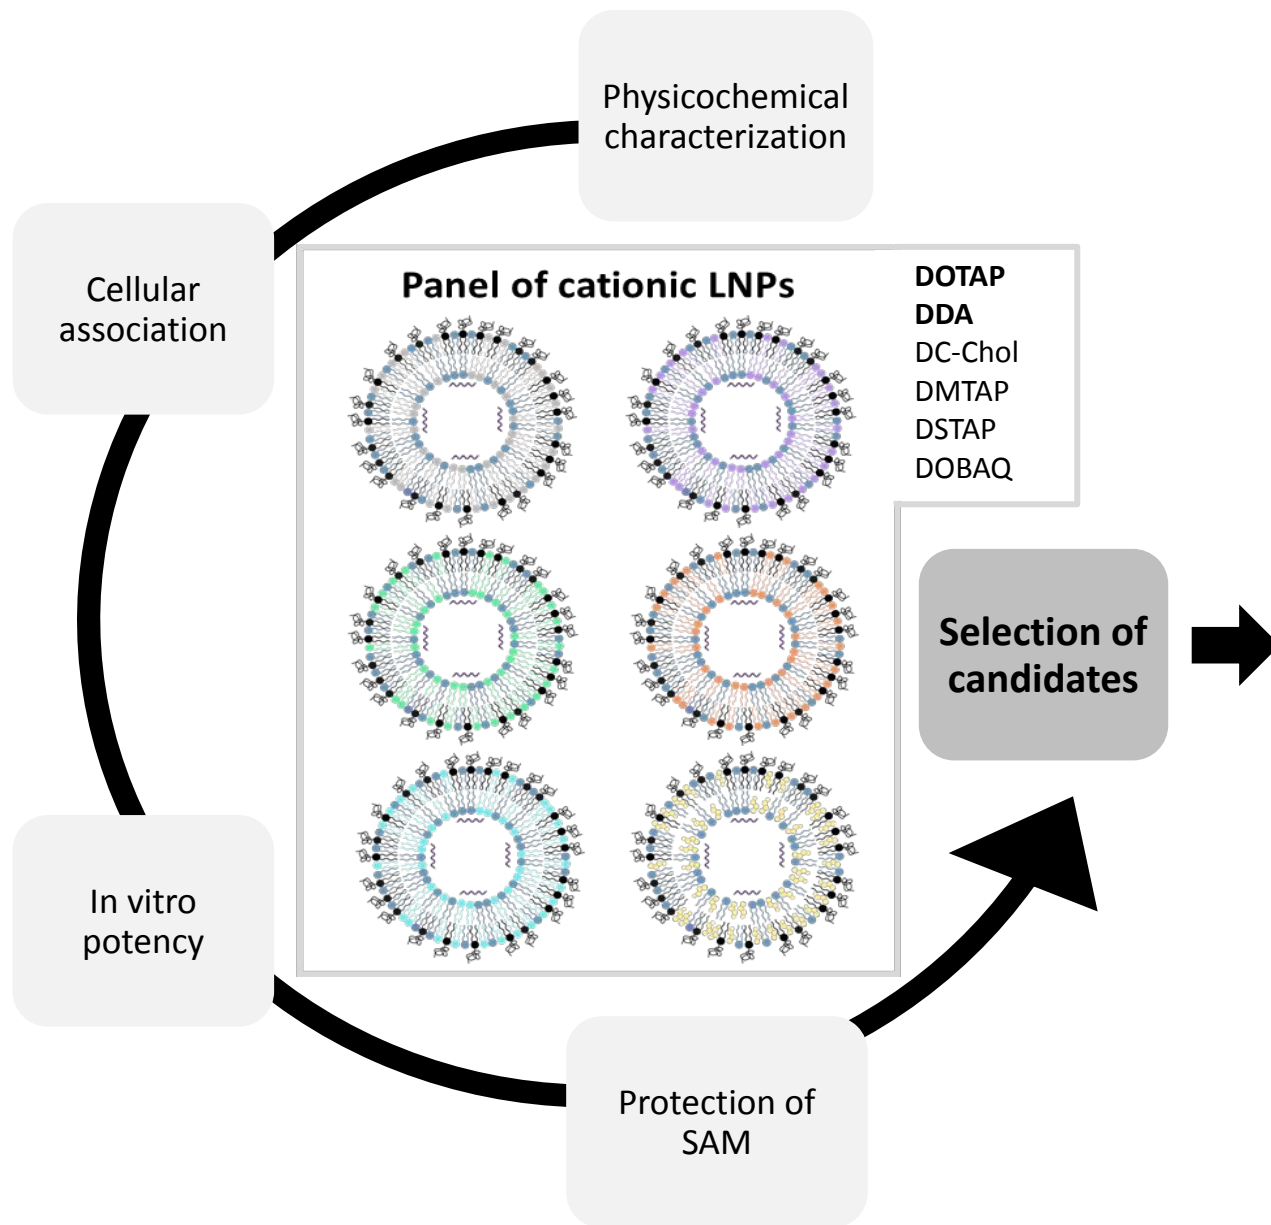 Physicochemical
characterization
Cellular
association
Panel of cationic LNPs
DOTAP
DDA
DC-Chol
DMTAP
DSTAP
DOBAQ
Selection of
candidates
In vitro
potency
Protection of
SAM